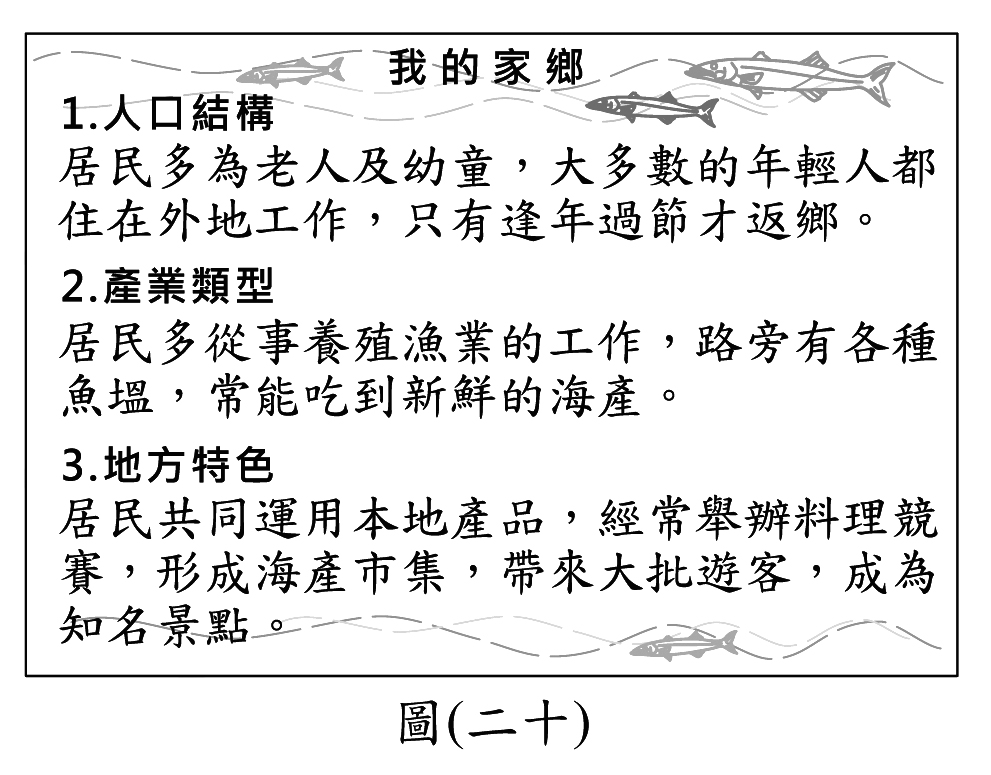 我的家鄉
1.人口結構
居民多為老人及幼童，大多數的年輕人都
住在外地工作，只有逢年過節才返鄉。
2.產業類型
居民多從事養殖漁業的工作，路旁有各種
魚塭，常能吃到新鮮的海產。
3.地方特色
居民共同運用本地產品，經常舉辦料理競
賽，形成海產市集，帶來大批遊客，成為
知名景點。
圖(二十)